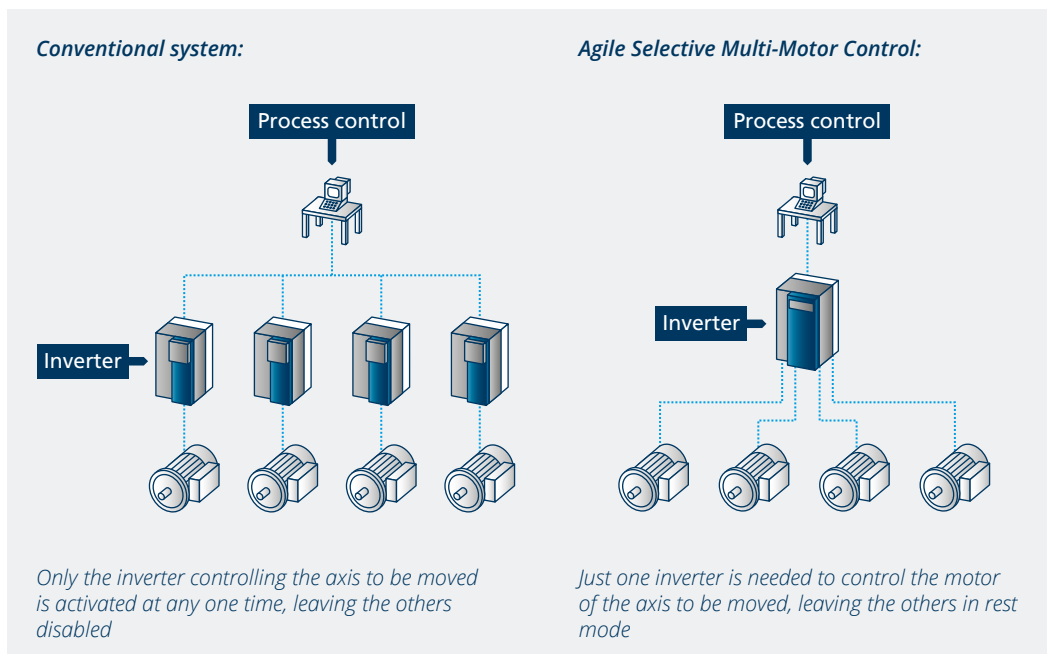 Conventional system:
Process control
Inverter
Only the inverter controlling the axis to be moved
is activated at any one time, leaving the others
disabled
Agile Selective Multi-Motor Control:
Process control
Inverter
Just one inverter is needed to control the motor
of the axis to be moved, leaving the others in rest
mode